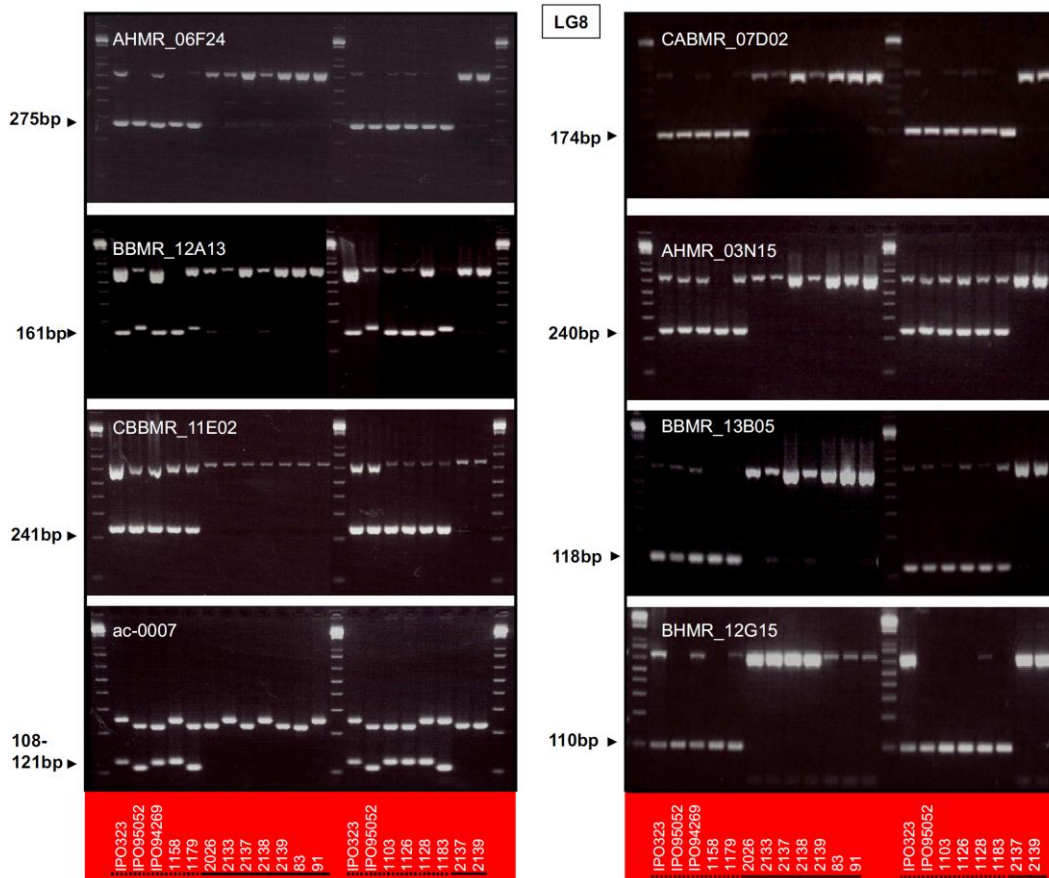 LG8
AHMR_06F24
275bp
BBMR_12A13
161bp
CBBMR_11E02
241bp
ac-0007
108-
121bp
IPO323
IPO95052
IPO94269
1158
1179
2026
2133
2137
2138
2139
83
91
IPO323
IPO95052
1103
1126
1128
1183
2137
2139
CABMR_07D02
174bp
AHMR_03N15
240bp
BBMR_13B05
118bp
BHMR_12G15
110bp
IPO323
IPO95052
IPO94269
1158
1179
2026
2133
2137
2138
2139
83
91
IPO323
IPO95052
1103
1126
1128
1183
2137
2139